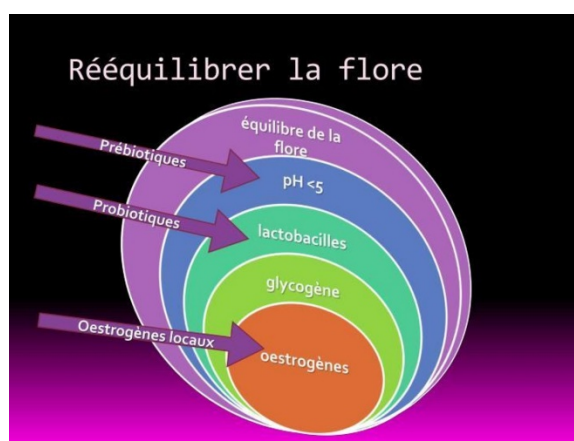 Rééquilibrer la flore
équilibre de la
flore
Prébiotiques
pH <5
Probiotiques
lactobacilles
glycogène
Oestrogènes locaux
oestrogènes